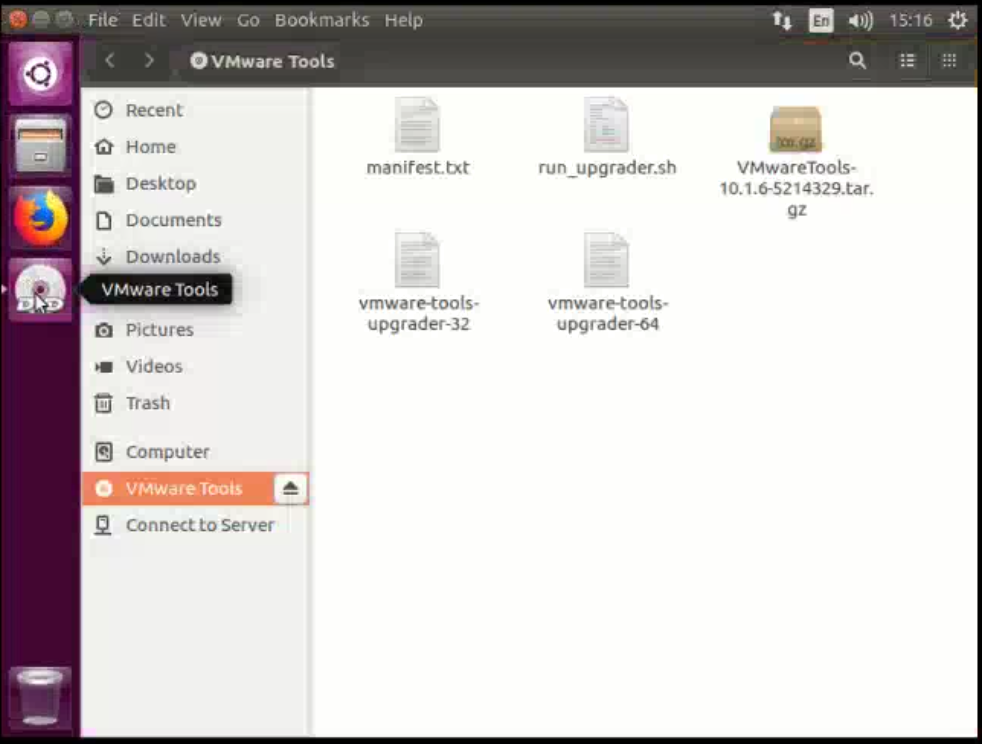 File Edit View Go Bookmarks Help
En 15:16
VMware Tools
Recent
Home
Desktop
Documents
Downloads
VMware Tools
Pictures
Videos
Trash
Computer
VMware Tools
Connect to Server
manifest.txt
run_upgrader.sh
tar.gz
VMwareTools-
10.1.6-5214329.tar.
gz
vmware-tools-
upgrader-32
vmware-tools-
upgrader-64